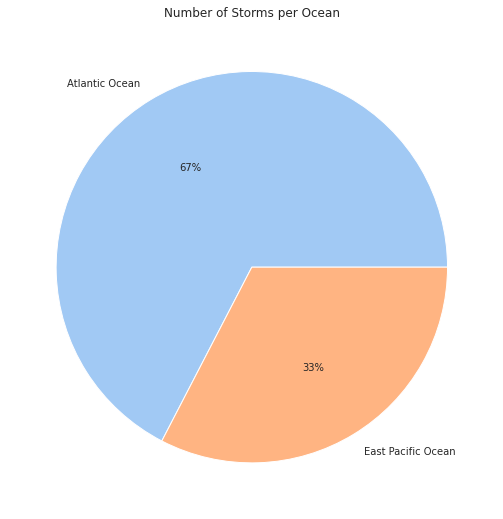 Number of Storms per Ocean
Atlantic Ocean
67%
33%
East Pacific Ocean